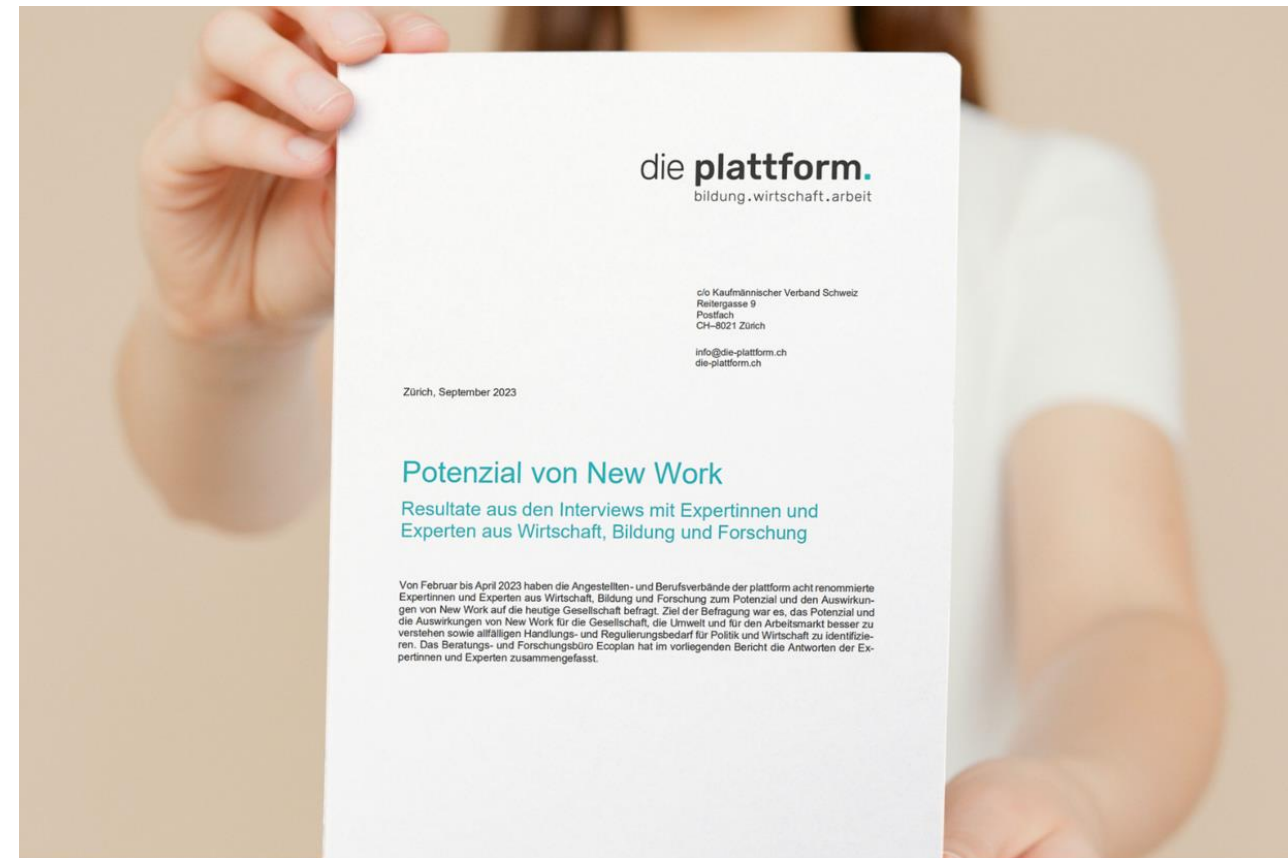 die plattform.
bildung.wirtschaft.arbeit
c/o Kaufmännischer Verband Schweiz
Reitergasse 9
Postfach
CH–8021 Zürich
info@die-plattform.ch
die-plattform.ch
Zürich, September 2023
Potenzial von New Work
Resultate aus den Interviews mit Expertinnen und
Experten aus Wirtschaft, Bildung und Forschung
Von Februar bis April 2023 haben die Angestellten- und Berufsverbände der plattform acht renommierte
Expertinnen und Experten aus Wirtschaft, Bildung und Forschung zum Potenzial und den Auswirkun-
gen von New Work auf die heutige Gesellschaft befragt. Ziel der Befragung war es, das Potenzial und
die Auswirkungen von New Work für die Gesellschaft, die Umwelt und für den Arbeitsmarkt besser zu
verstehen sowie allfälligen Handlungs- und Regulierungsbedarf für Politik und Wirtschaft zu identifizie-
ren. Das Beratungs- und Forschungsbüro Ecoplan hat im vorliegenden Bericht die Antworten der Ex-
pertinnen und Experten zusammengefasst.